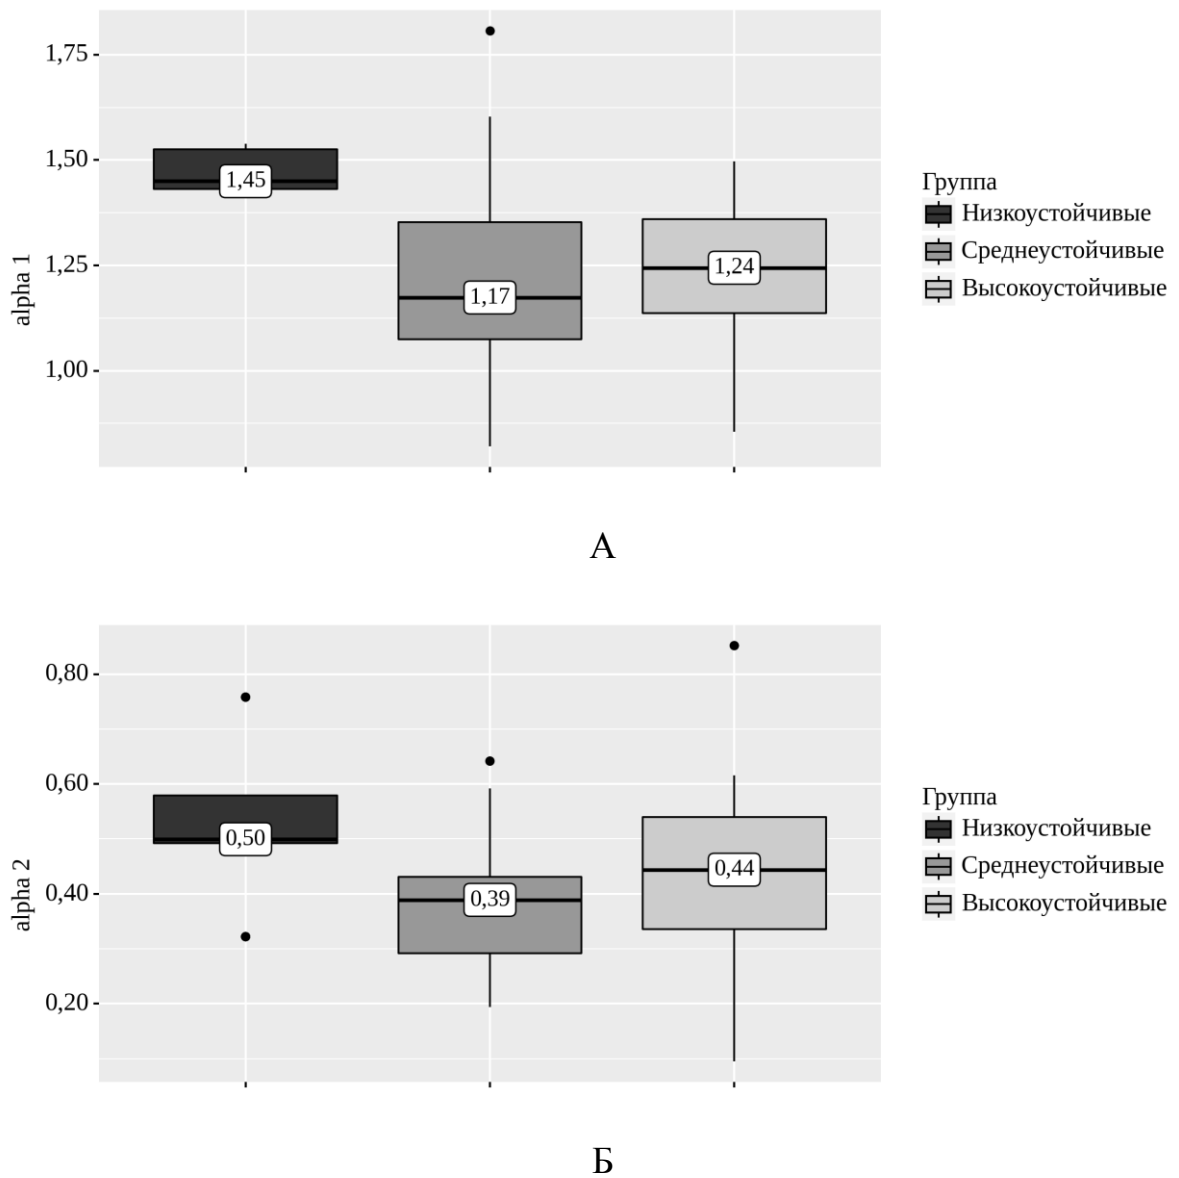 1,75
1,50
1,25
1,00
alpha 1
1,45
1,17
1,24
Группа
Низкоустойчивые
Среднеустойчивые
Высокоустойчивые
А
0,80
0,60
0,40
0,20
alpha 2
0,50
0,39
0,44
Группа
Низкоустойчивые
Среднеустойчивые
Высокоустойчивые
Б